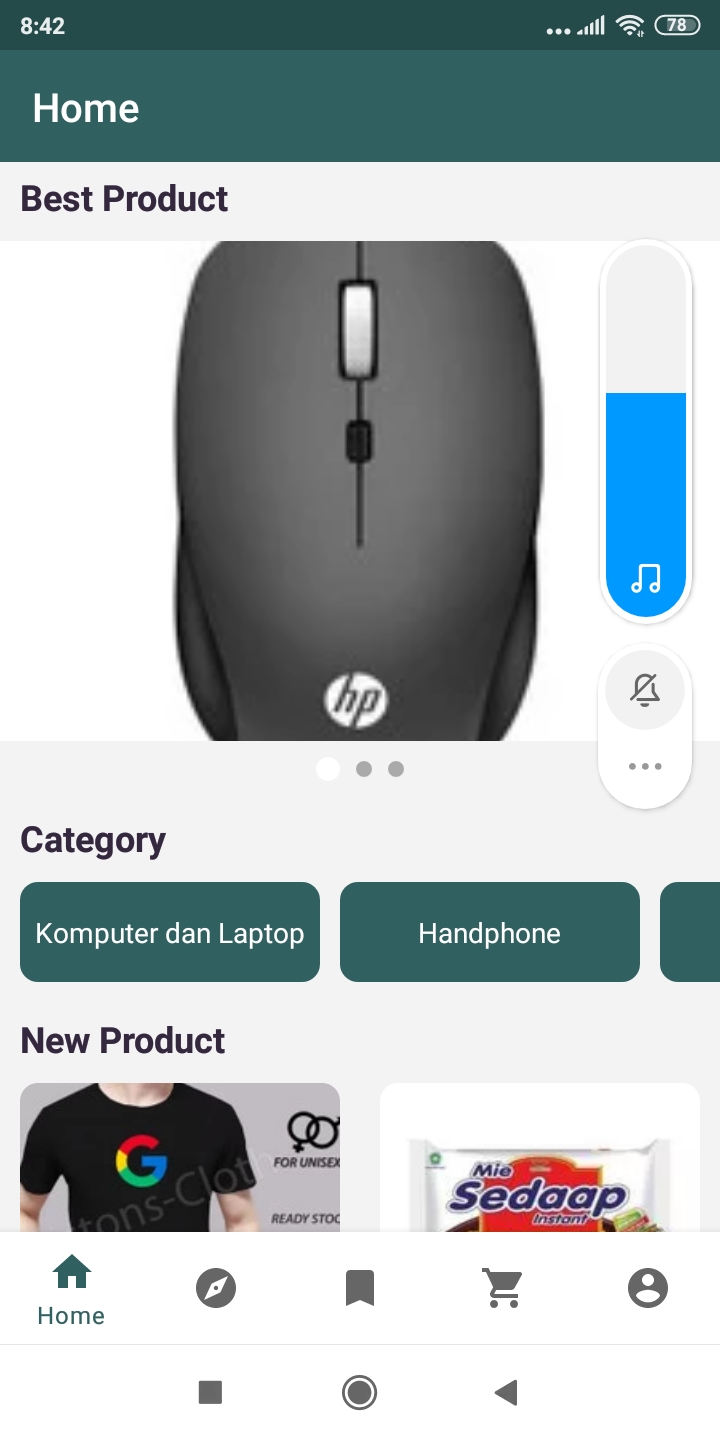 8:42
78
Home
Best Product
hp
Category
Komputer dan Laptop
Handphone
New Product
G
FOR UNISEX
tons-Cloth
READY STOC
Mie
Sedaap
Instant
Home